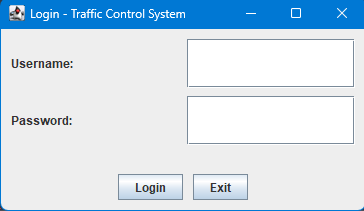 Login - Traffic Control System
Username:
Password:
Login Exit